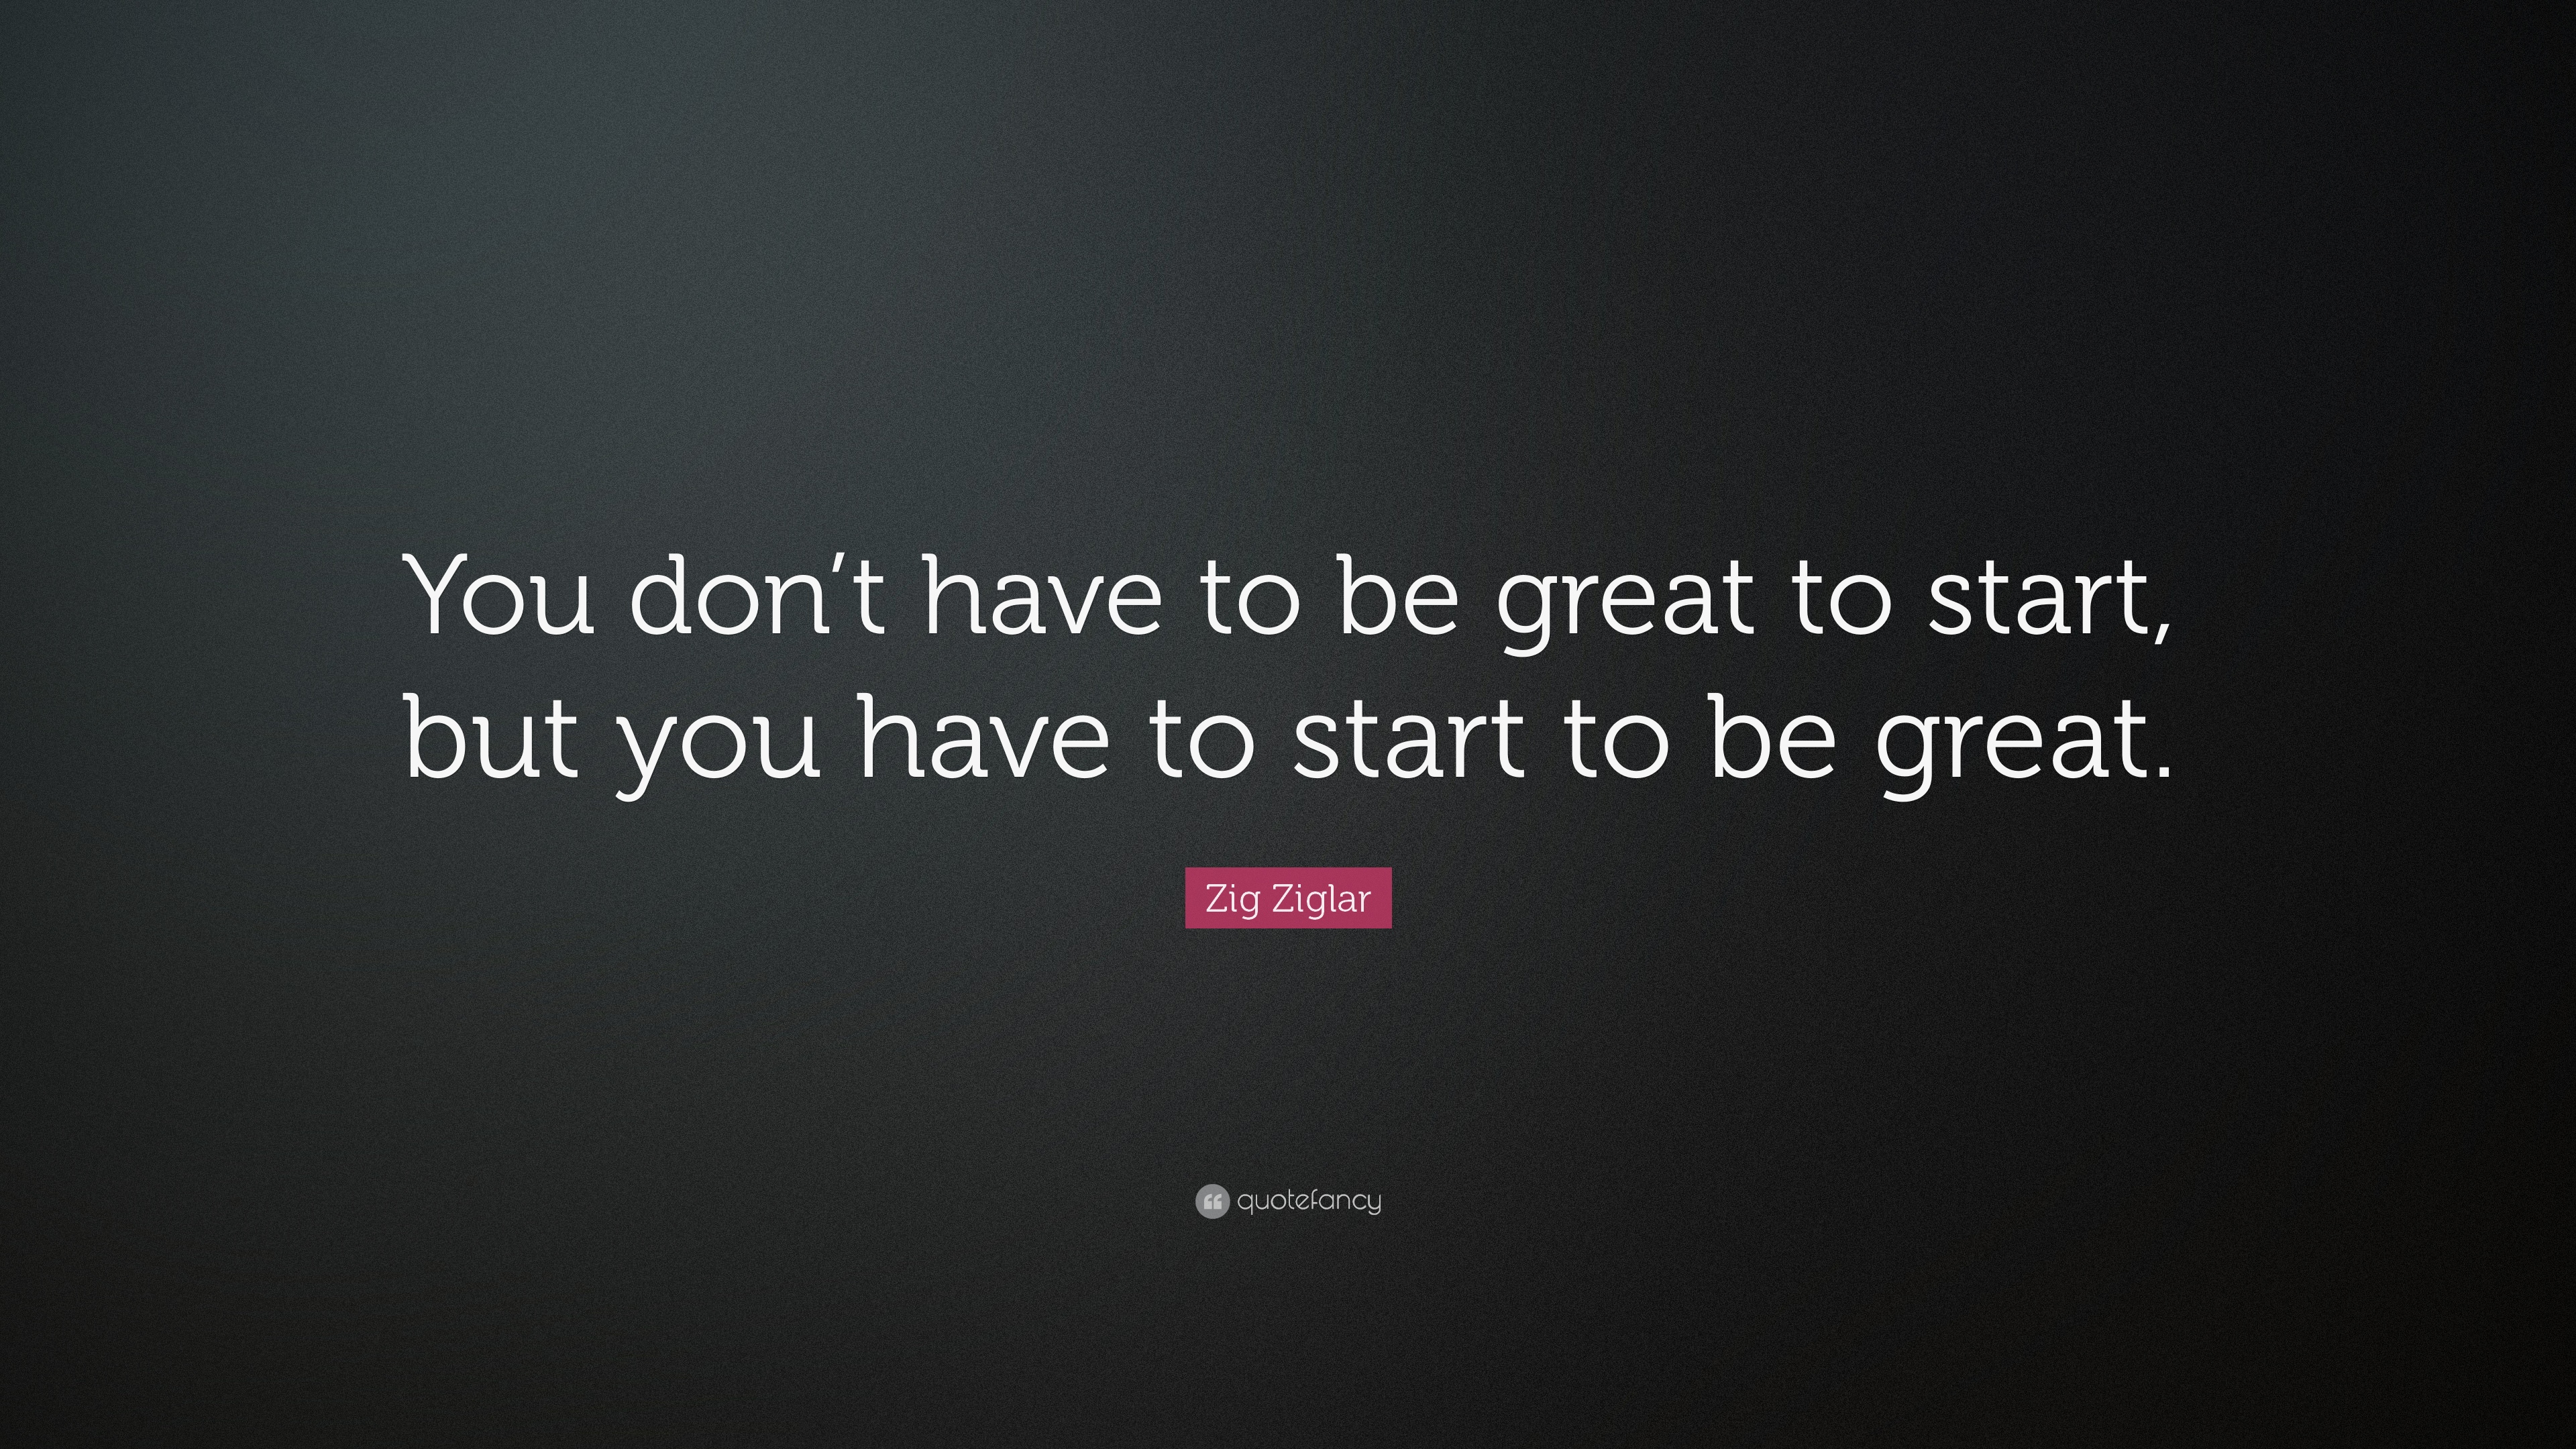 You don’t have to be great to start,
but you have to start to be great.
Zig Ziglar
quotefancy